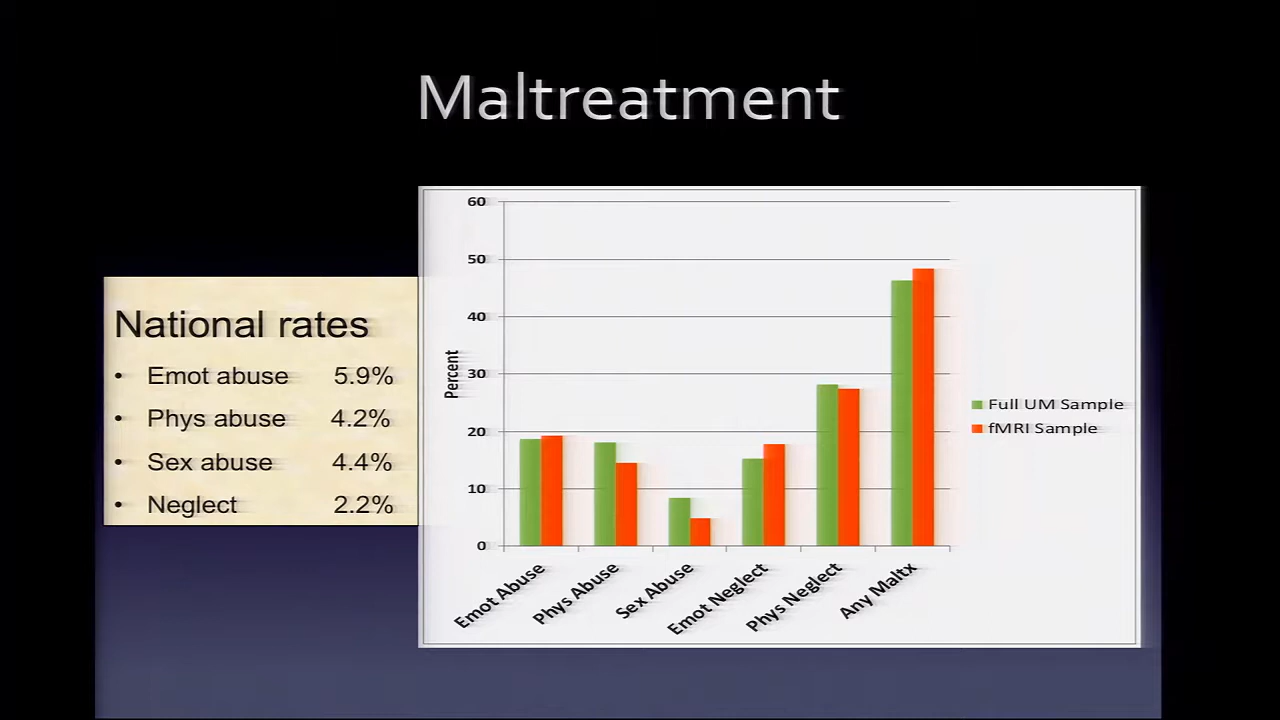 Maltreatment
National rates
• Emot abuse 5.9%
• Phys abuse 4.2%
• Sex abuse 4.4%
• Neglect 2.2%
60
50
40
30
20
10
0
Percent
Emot Abuse
Phys Abuse
Sex Abuse
Emot Neglect
Phys Neglect
Any Maltx
Full UM Sample
fMRI Sample